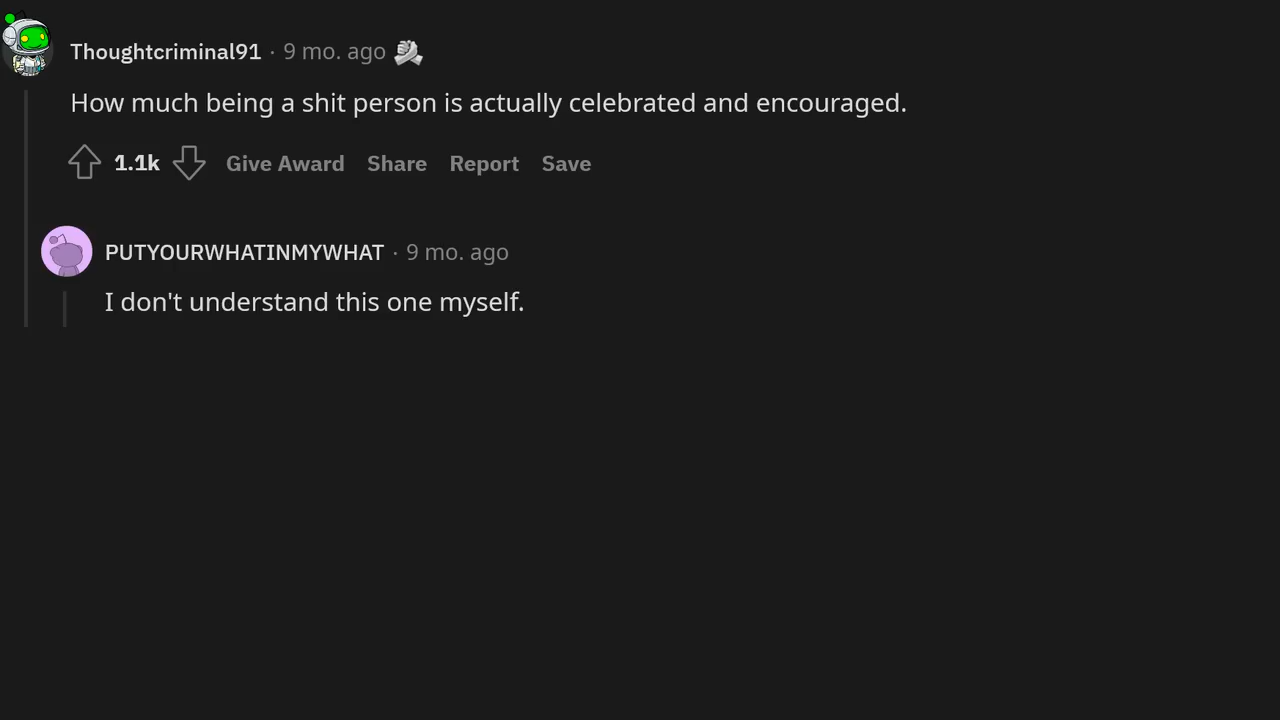 Thoughtcriminal91 · 9 mo. ago
How much being a shit person is actually celebrated and encouraged.
1.1k Give Award Share Report Save
PUTYOURWHATINMYWHAT · 9 mo. ago
I don't understand this one myself.